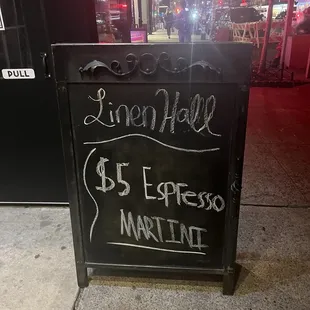 PULL
Linen Hall
$5 Espresso
MARTINI